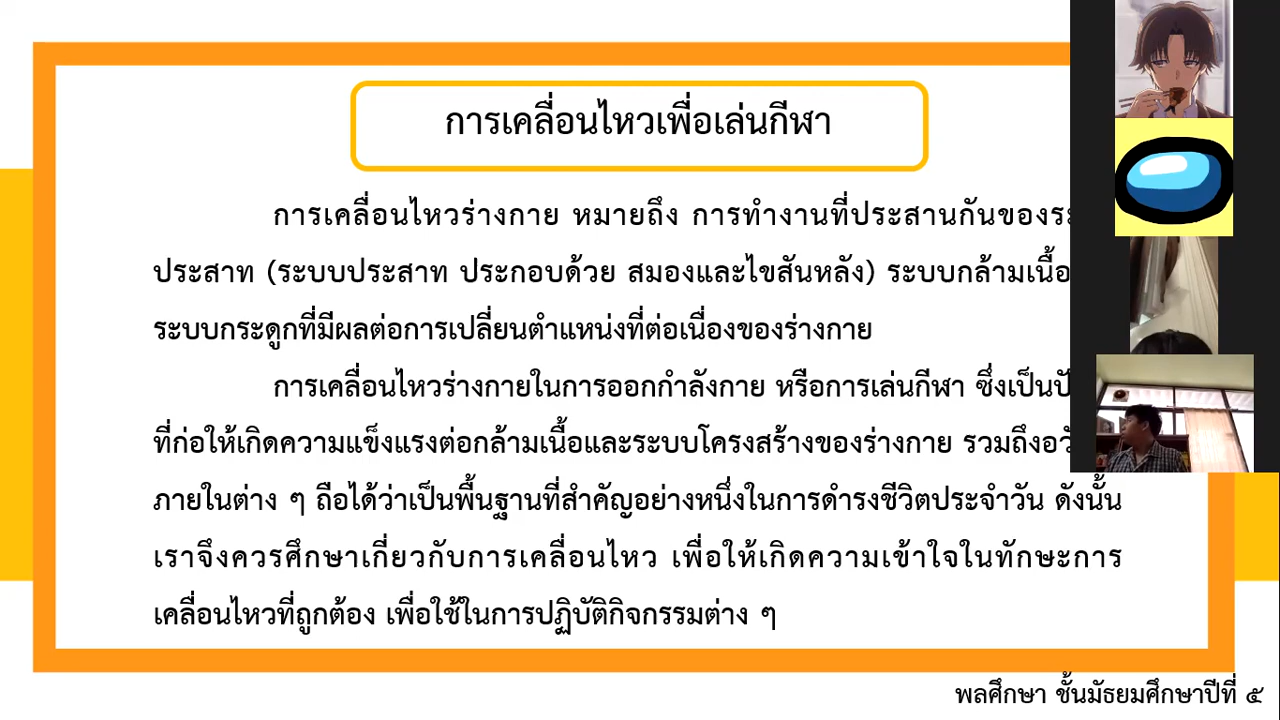 การเคลื่อนไหวเพื่อเล่นกีฬา
การเคลื่อนไหวร่างกาย หมายถึง การทำงานที่ประสานกันของ
ประสาท (ระบบประสาท ประกอบด้วย สมองและไขสันหลัง) ระบบกล้ามเนื้อ
ระบบกระดูกที่มีผลต่อการเปลี่ยนตำแหน่งที่ต่อเนื่องของร่างกาย
การเคลื่อนไหวร่างกายในการออกกำลังกาย หรือการเล่นกีฬา ซึ่งเป็น
ที่ก่อให้เกิดความแข็งแรงต่อกล้ามเนื้อและระบบโครงสร้างของร่างกาย รวมถึง
ภายในต่าง ๆ ถือได้ว่าเป็นพื้นฐานที่สำคัญอย่างหนึ่งในการดำรงชีวิตประจำวัน ดังนั้น
เราจึงควรศึกษาเกี่ยวกับการเคลื่อนไหว เพื่อให้เกิดความเข้าใจในทักษะการ
เคลื่อนไหวที่ถูกต้อง เพื่อใช้ในการปฏิบัติกิจกรรมต่าง ๆ
พลศึกษา ชั้นมัธยมศึกษาปีที่ ๕